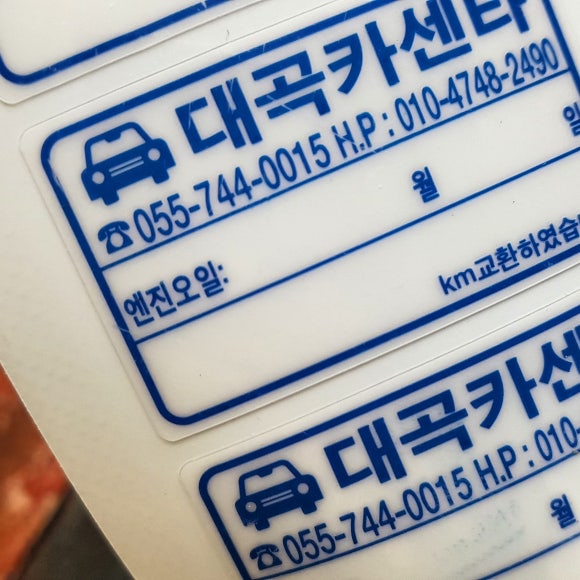 대곡카센타
☎055-744-0015 H.P : 010-4748-2490
월 일
엔진오일: km교환하였습
대곡카센
☎055-744-0015 H.P : 010-
월